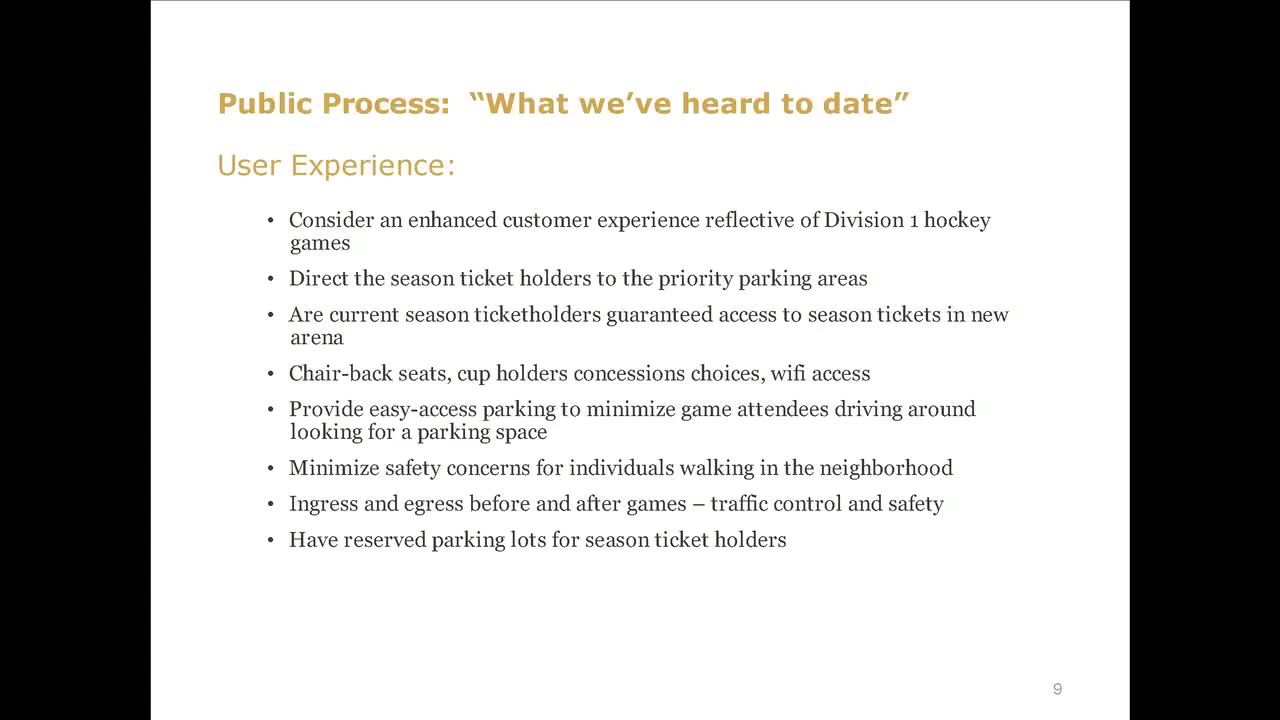 Public Process:  “What we’ve heard to date”
User Experience:
• Consider an enhanced customer experience reflective of Division 1 hockey
games
• Direct the season ticket holders to the priority parking areas
• Are current season ticketholders guaranteed access to season tickets in new
arena
• Chair-back seats, cup holders concessions choices, wifi access
• Provide easy-access parking to minimize game attendees driving around
looking for a parking space
• Minimize safety concerns for individuals walking in the neighborhood
• Ingress and egress before and after games – traffic control and safety
• Have reserved parking lots for season ticket holders
9